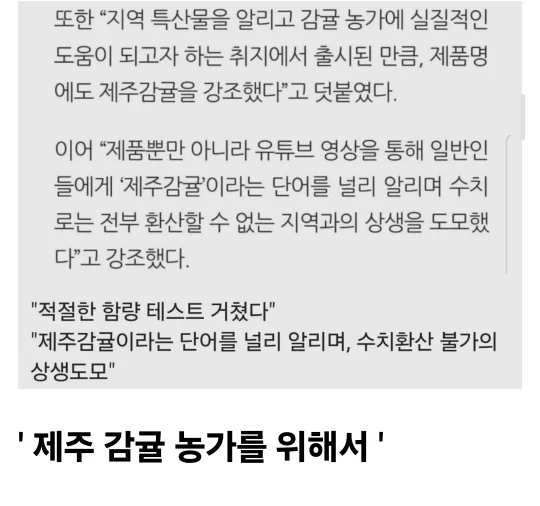 또한 “지역 특산물을 알리고 감귤 농가에 실질적인
도움이 되고자 하는 취지에서 출시된 만큼, 제품명
에도 제주감귤을 강조했다”고 덧붙였다.
이어 “제품뿐만 아니라 유튜브 영상을 통해 일반인
들에게 ‘제주감귤’이라는 단어를 널리 알리며 수치
로는 전부 환산할 수 없는 지역과의 상생을 도모했
다”고 강조했다.
"적절한 함량 테스트 거쳤다"
"제주감귤이라는 단어를 널리 알리며, 수치환산 불가의
상생도모"
' 제주 감귤 농가를 위해서 '